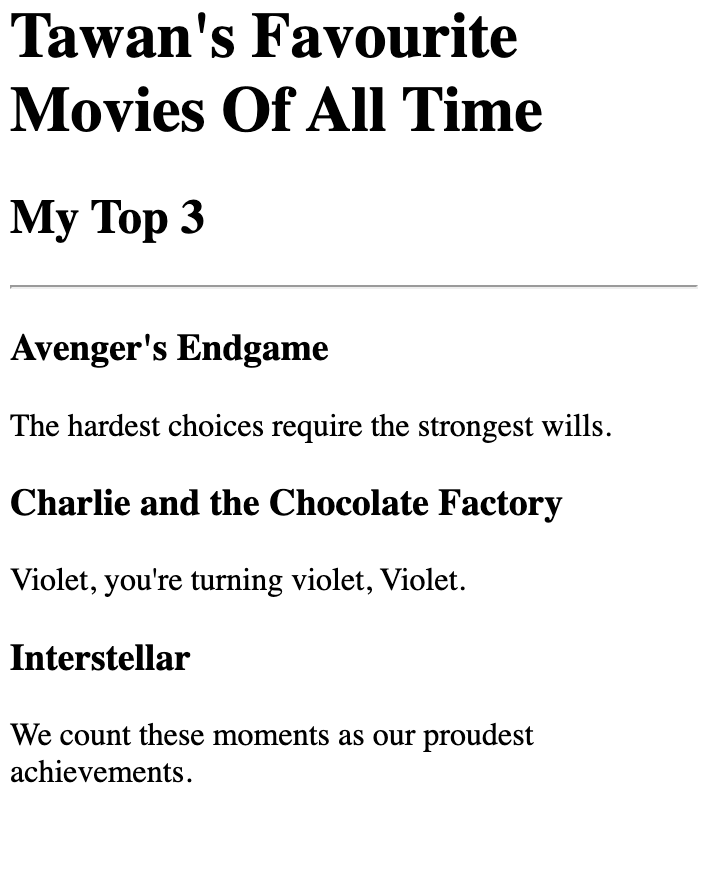 Tawan's Favourite
Movies Of All Time
My Top 3
Avenger's Endgame
The hardest choices require the strongest wills.
Charlie and the Chocolate Factory
Violet, you're turning violet, Violet.
Interstellar
We count these moments as our proudest
achievements.